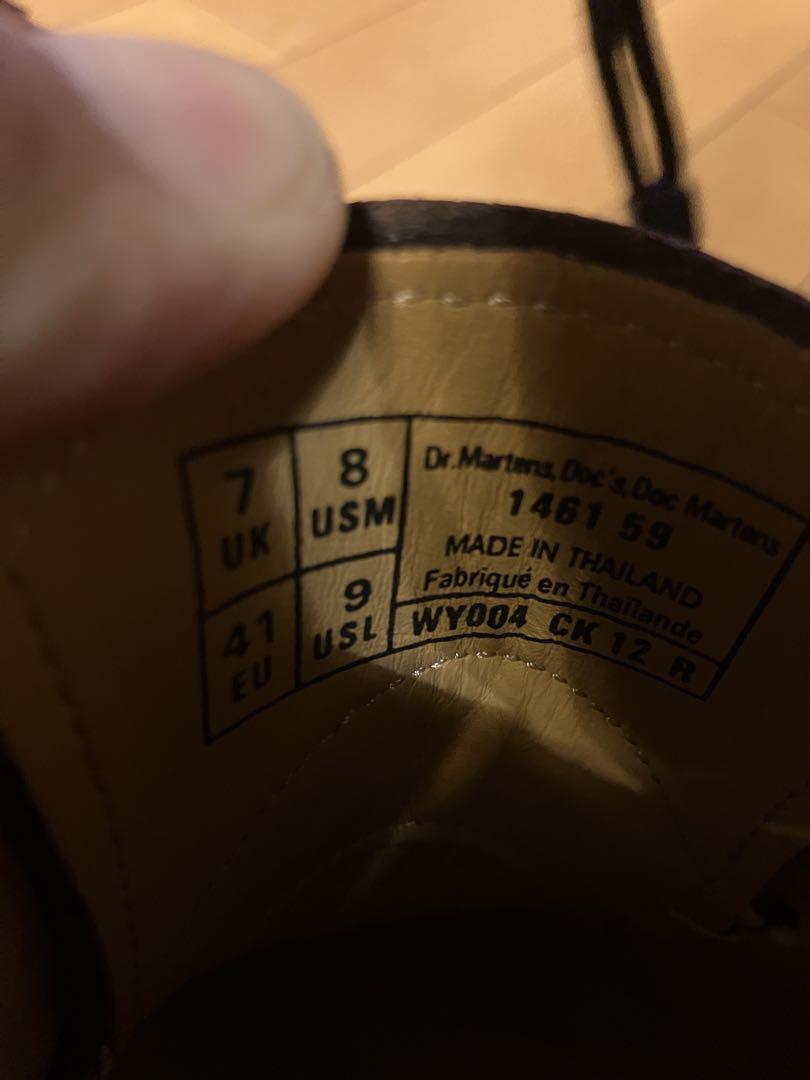 7
UK
8
USM
41
EU
9
USL
Dr.Martens,Doc's,Doc Martens
1461 59
MADE IN THAILAND
Fabriqué en Thaïlande
WY004 CK 12 R